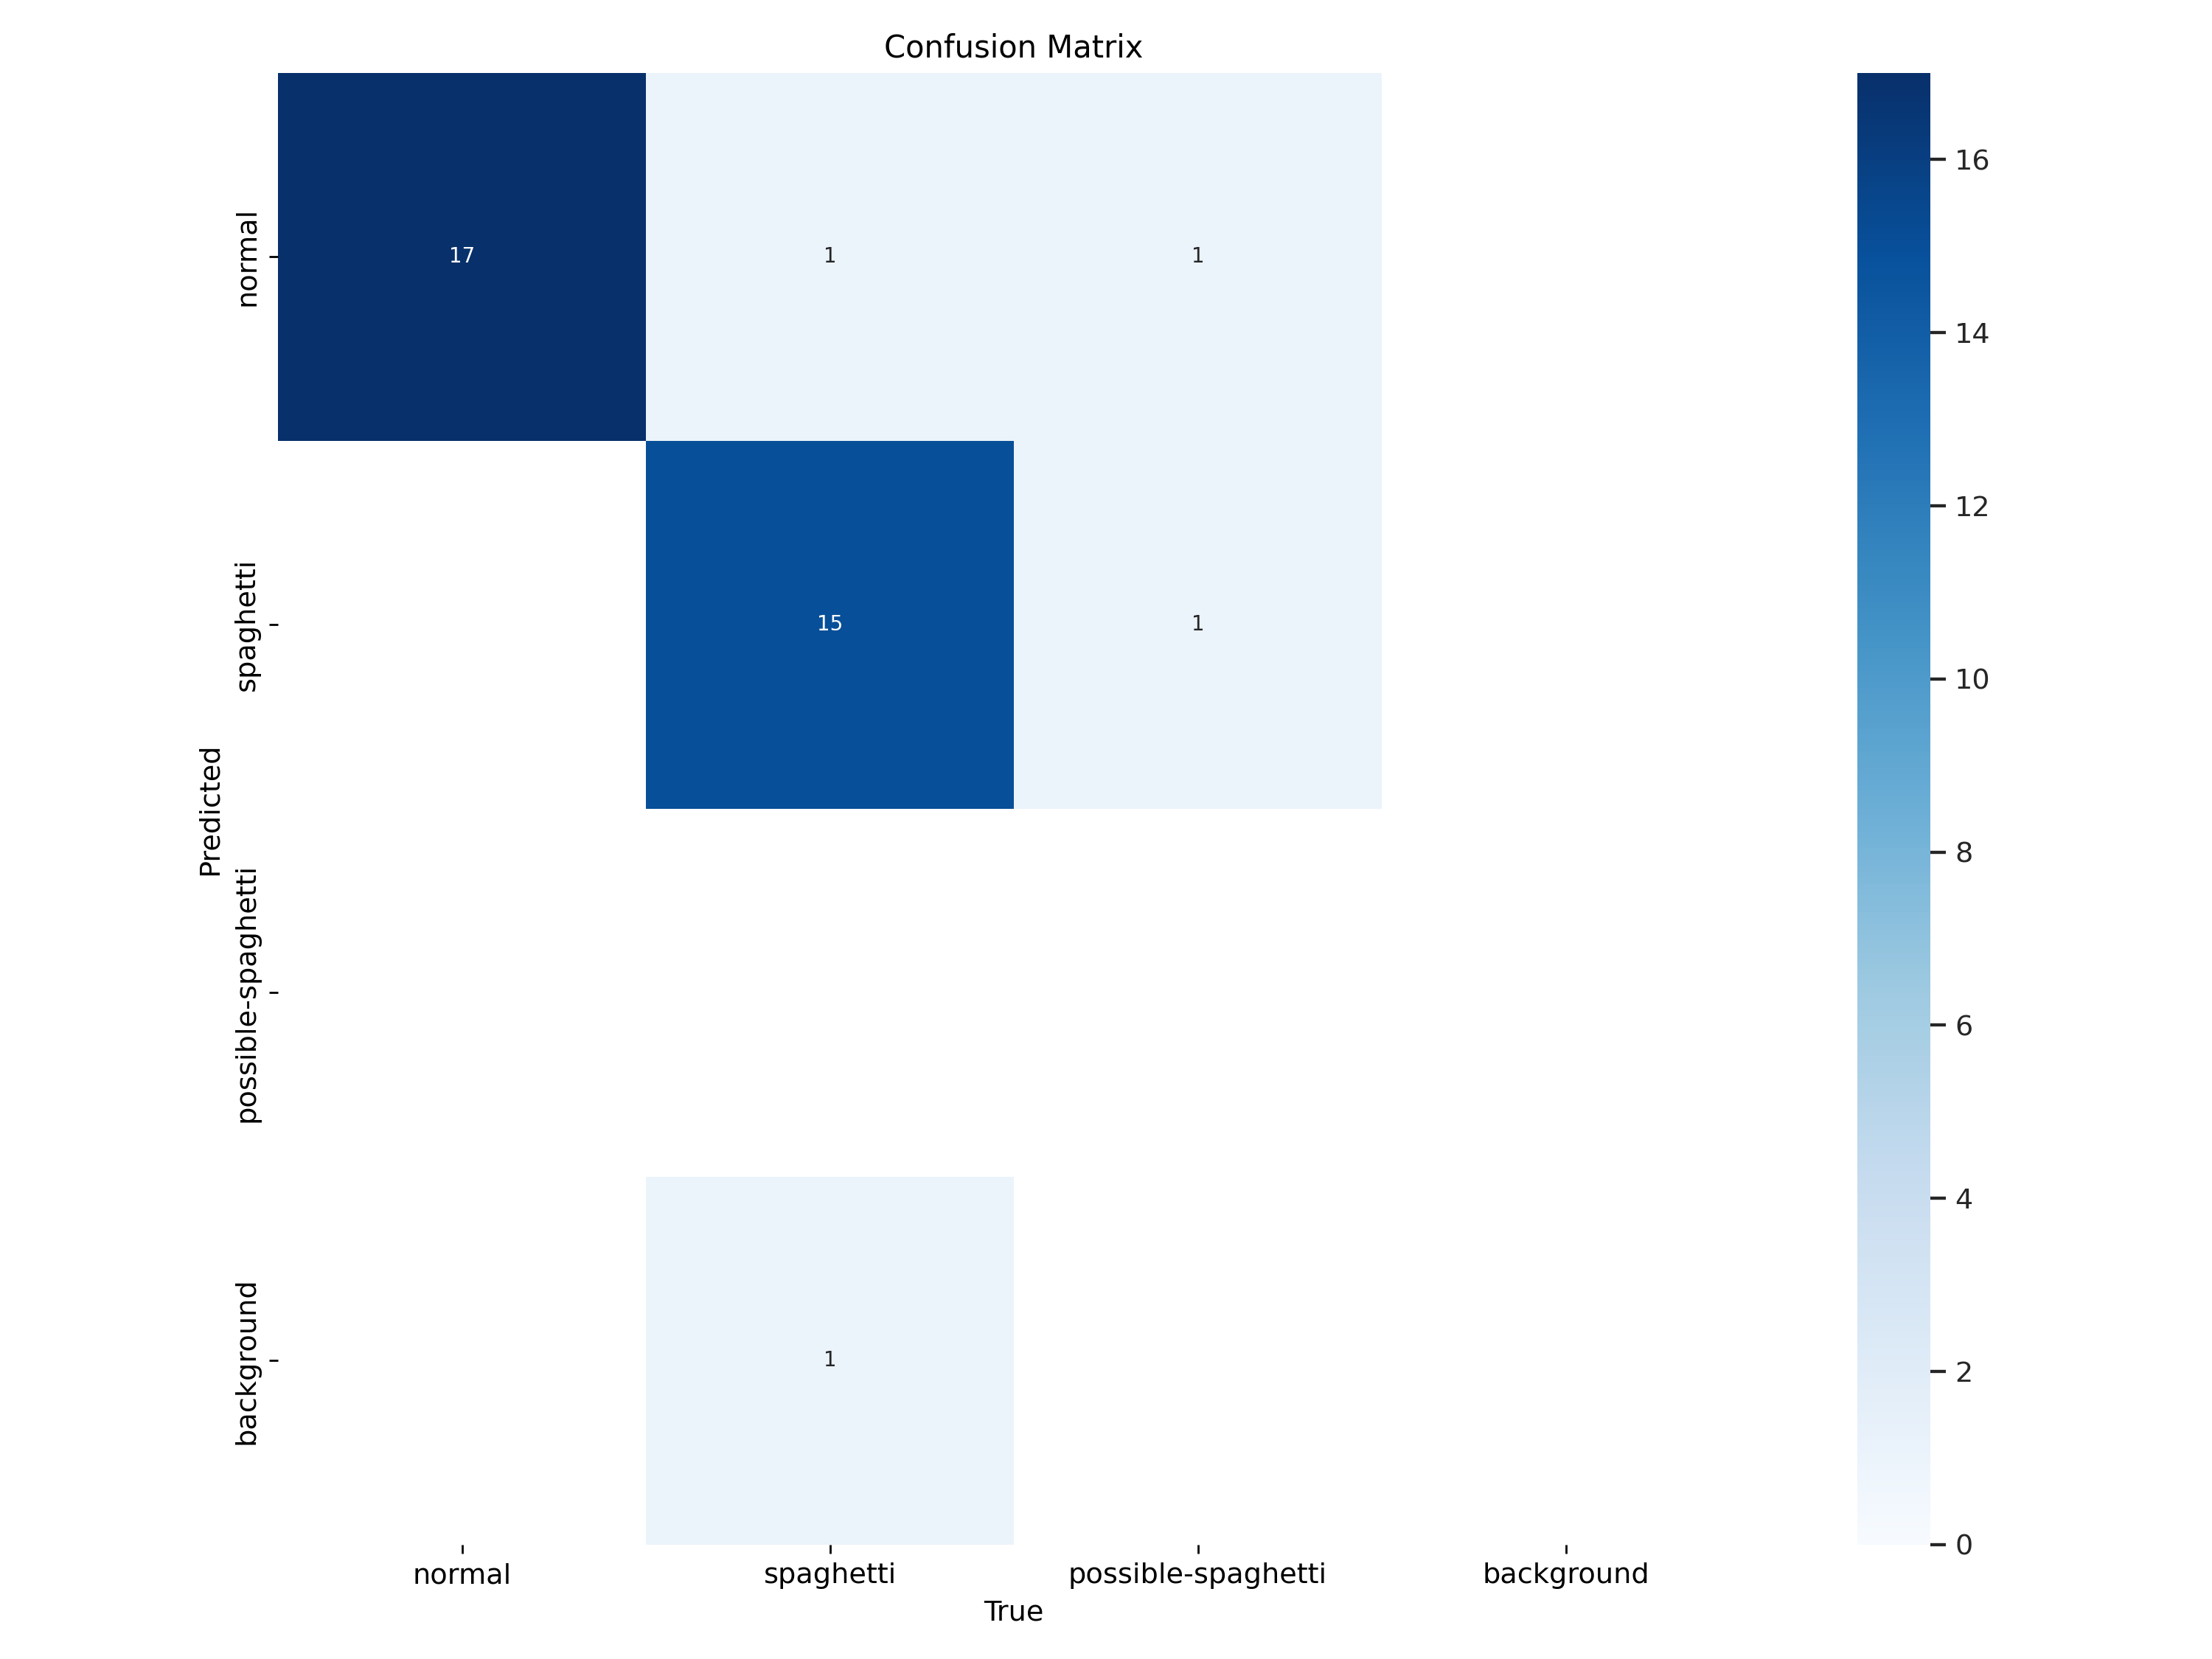 Confusion Matrix
normal
17
1
1
spaghetti
15
1
possible-spaghetti
background
1
Predicted
normal
spaghetti
possible-spaghetti
background
True
16
14
12
10
8
6
4
2
0